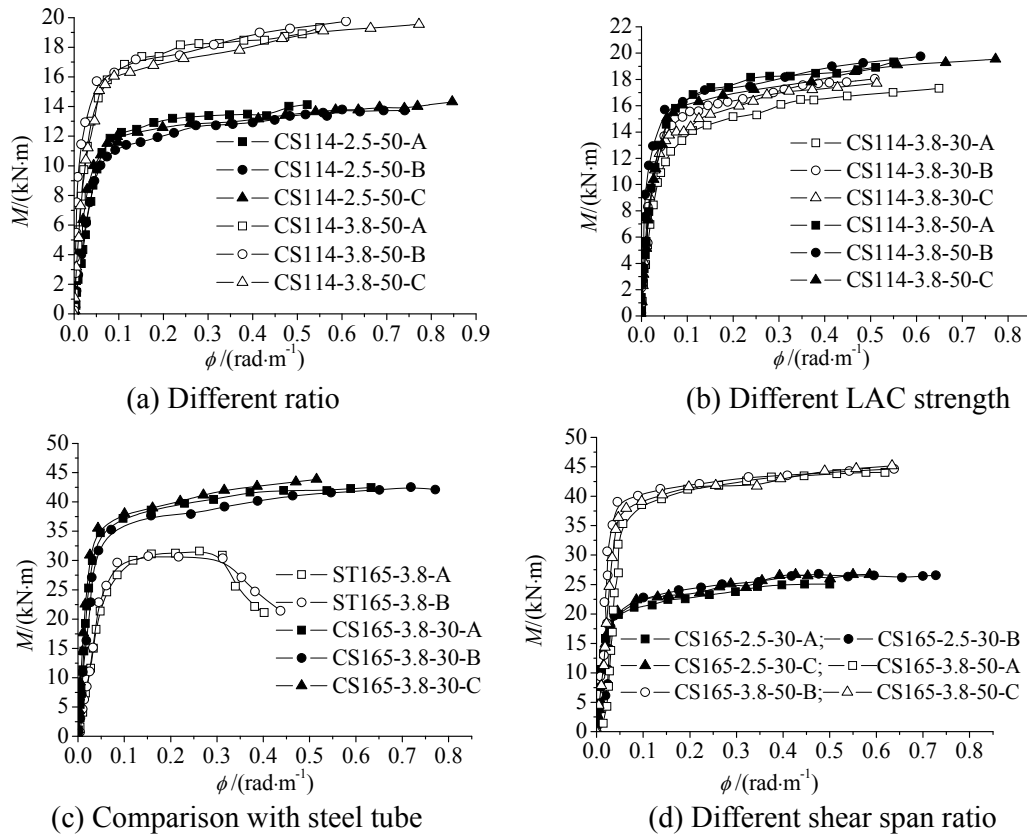 M/(kN·m)
20
18
16
14
12
10
8
6
4
2
0
CS114-2.5-50-A
CS114-2.5-50-B
CS114-2.5-50-C
CS114-3.8-50-A
CS114-3.8-50-B
CS114-3.8-50-C
0.0 0.1 0.2 0.3 0.4 0.5 0.6 0.7 0.8 0.9
ϕ/(rad·m⁻¹)
(a) Different ratio
M/(kN·m)
22
20
18
16
14
12
10
8
6
4
2
0
CS114-3.8-30-A
CS114-3.8-30-B
CS114-3.8-30-C
CS114-3.8-50-A
CS114-3.8-50-B
CS114-3.8-50-C
0.0 0.1 0.2 0.3 0.4 0.5 0.6 0.7 0.8
ϕ/(rad·m⁻¹)
(b) Different LAC strength
M/(kN·m)
50
45
40
35
30
25
20
15
10
5
0
ST165-3.8-A
ST165-3.8-B
CS165-3.8-30-A
CS165-3.8-30-B
CS165-3.8-30-C
0.0 0.1 0.2 0.3 0.4 0.5 0.6 0.7 0.8
ϕ/(rad·m⁻¹)
(c) Comparison with steel tube
M/(kN·m)
50
45
40
35
30
25
20
15
10
5
0
CS165-2.5-30-A; CS165-2.5-30-B
CS165-2.5-30-C; CS165-3.8-50-A
CS165-3.8-50-B; CS165-3.8-50-C
0.0 0.1 0.2 0.3 0.4 0.5 0.6 0.7 0.8
ϕ/(rad·m⁻¹)
(d) Different shear span ratio